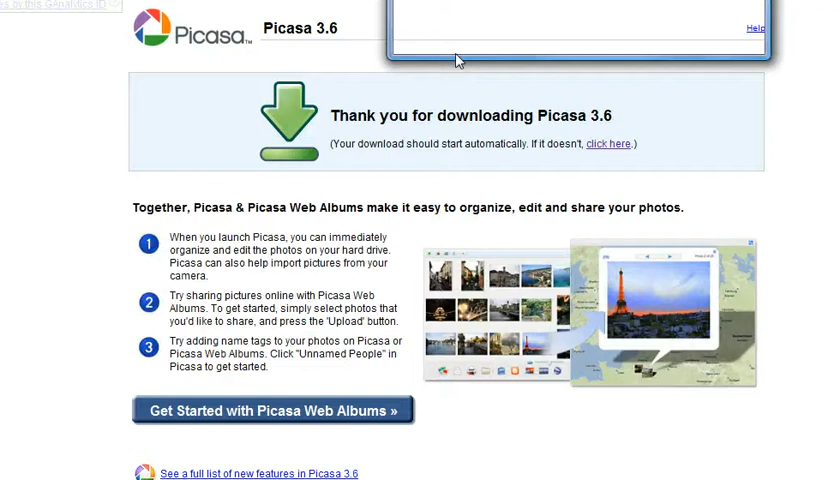 es by this GAnalytics ID
Picasa™ Picasa 3.6
Help
Thank you for downloading Picasa 3.6
(Your download should start automatically. If it doesn't, click here.)
Together, Picasa & Picasa Web Albums make it easy to organize, edit and share your photos.
1 When you launch Picasa, you can immediately
organize and edit the photos on your hard drive.
Picasa can also help import pictures from your
camera.
2 Try sharing pictures online with Picasa Web
Albums. To get started, simply select photos that
you'd like to share, and press the 'Upload' button.
3 Try adding name tags to your photos on Picasa or
Picasa Web Albums. Click "Unnamed People" in
Picasa to get started.
Get Started with Picasa Web Albums »
See a full list of new features in Picasa 3.6